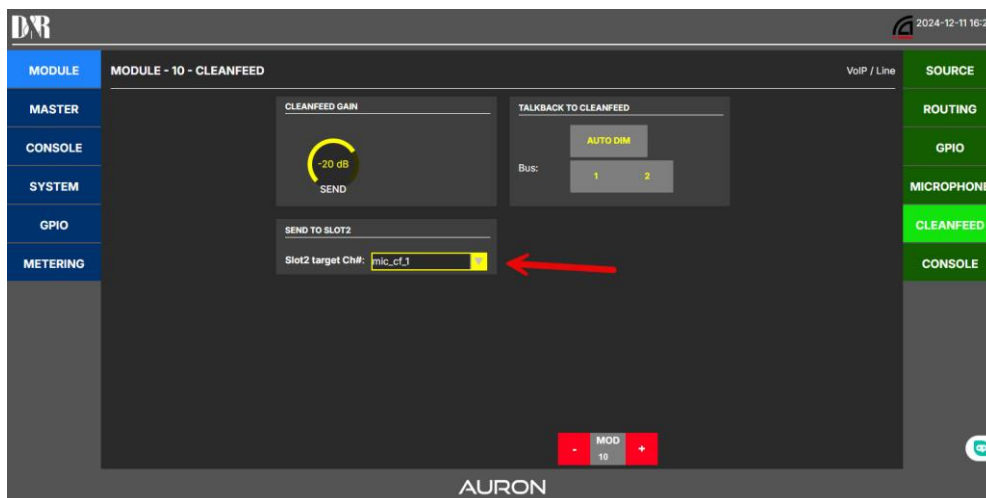 D&R
2024-12-11 16:2
MODULE
MASTER
CONSOLE
SYSTEM
GPIO
METERING
MODULE - 10 - CLEANFEED
VoIP / Line
CLEANFEED GAIN
-20 dB
SEND
TALKBACK TO CLEANFEED
AUTO DIM
Bus:
1 2
SEND TO SLOT2
Slot2 target Ch#: mic_cf_1
- MOD +
10
SOURCE
ROUTING
GPIO
MICROPHONE
CLEANFEED
CONSOLE
AURON